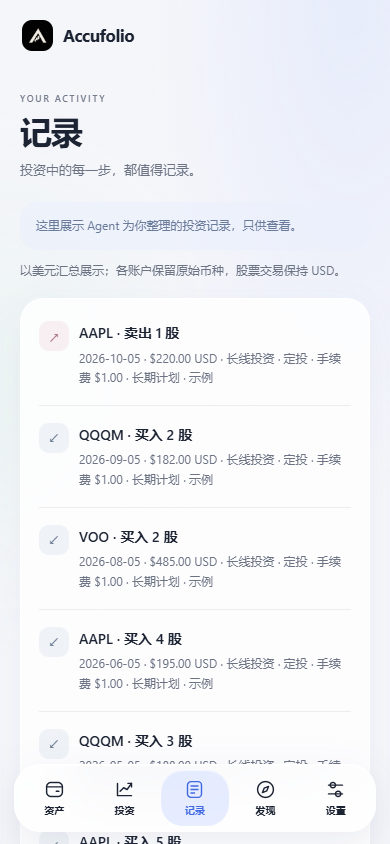 Accufolio
YOUR ACTIVITY
记录
投资中的每一步，都值得记录。
这里展示 Agent 为你整理的投资记录，只供查看。
以美元汇总展示；各账户保留原始币种，股票交易保持 USD。
AAPL · 卖出 1 股
2026-10-05 · $220.00 USD · 长线投资 · 定投 · 手续
费 $1.00 · 长期计划 · 示例
QQQM · 买入 2 股
2026-09-05 · $182.00 USD · 长线投资 · 定投 · 手续
费 $1.00 · 长期计划 · 示例
VOO · 买入 2 股
2026-08-05 · $485.00 USD · 长线投资 · 定投 · 手续
费 $1.00 · 长期计划 · 示例
AAPL · 买入 4 股
2026-06-05 · $195.00 USD · 长线投资 · 定投 · 手续
费 $1.00 · 长期计划 · 示例
QQQM · 买入 3 股
资产
投资
记录
发现
设置
AAPL · 买入 5 股